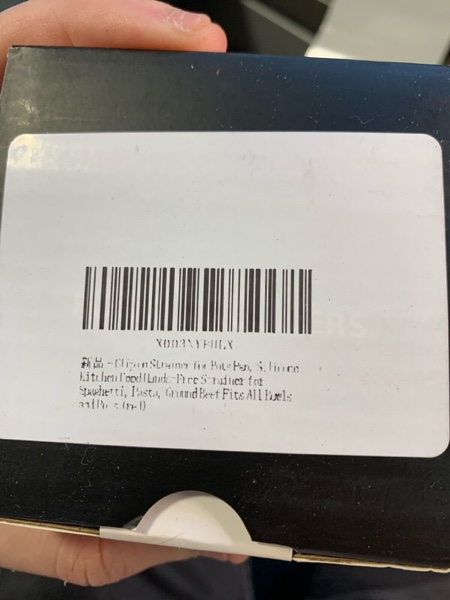 新品 - Clip on Strainer for Pots Pan, Silicone
Kitchen Food Hands-Free Strainer for
Spaghetti, Pasta, Ground Beef Fits All Bowls
and Pots (red)
ERS